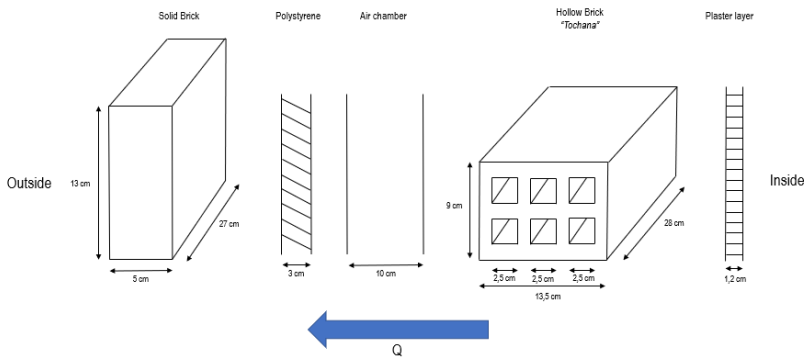 Solid Brick
Polystyrene
Air chamber
Hollow Brick
"Tochana"
Plaster layer
Outside
13 cm
27 cm
5 cm
3 cm
10 cm
9 cm
28 cm
2,5 cm
2,5 cm
2,5 cm
13,5 cm
1,2 cm
Inside
Q